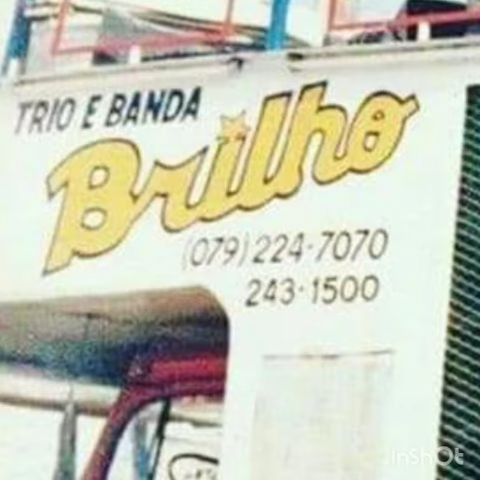 TRIO E BANDA
Brilho
(079) 224-7070
243-1500
InShOt